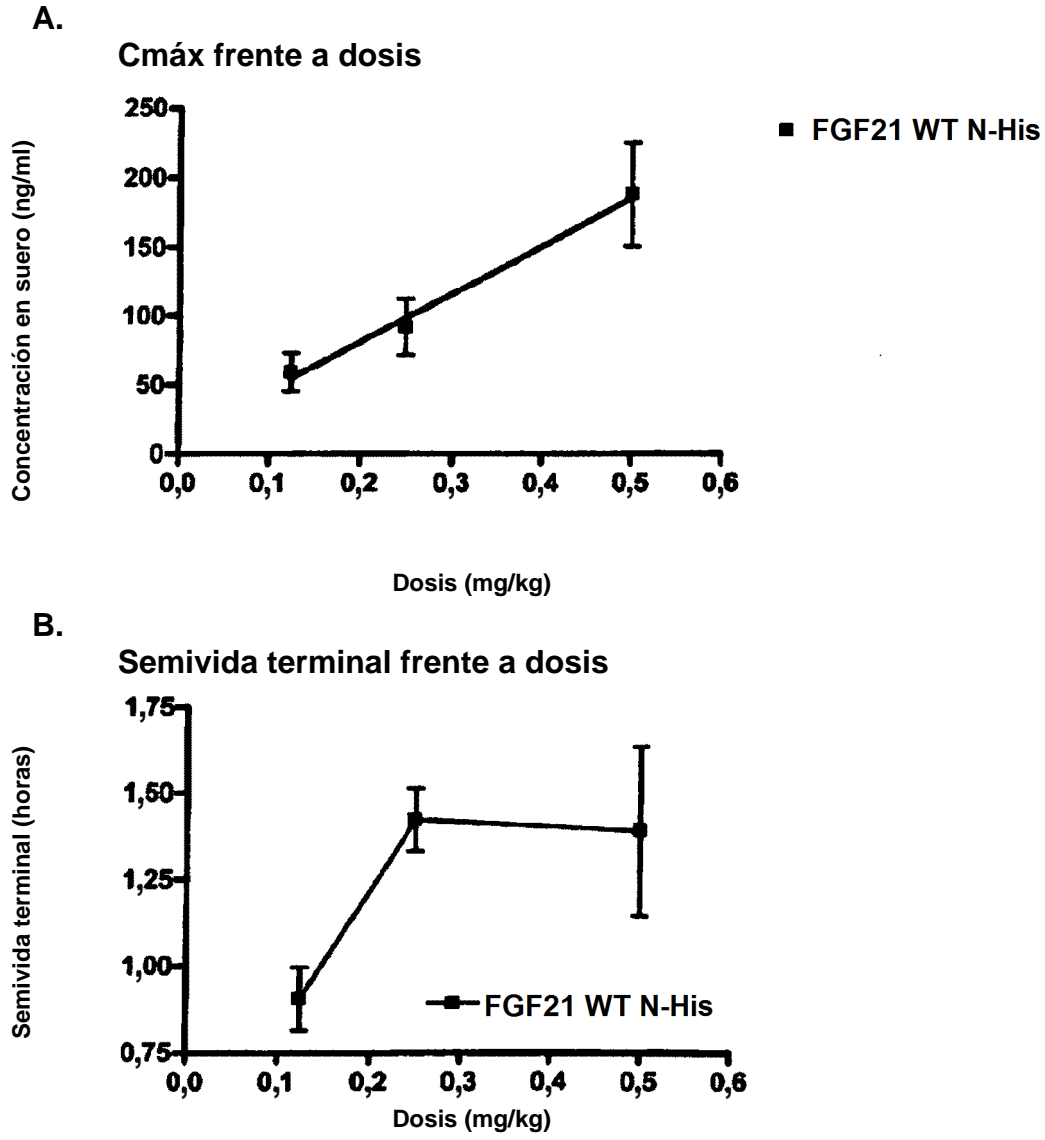 A.
Cmáx frente a dosis
Concentración en suero (ng/ml)
250
200
150
100
50
0
0,0 0,1 0,2 0,3 0,4 0,5 0,6
FGF21 WT N-His
Dosis (mg/kg)
B.
Semivida terminal frente a dosis
Semivida terminal (horas)
1,75
1,50
1,25
1,00
0,75
FGF21 WT N-His
0,0 0,1 0,2 0,3 0,4 0,5 0,6
Dosis (mg/kg)